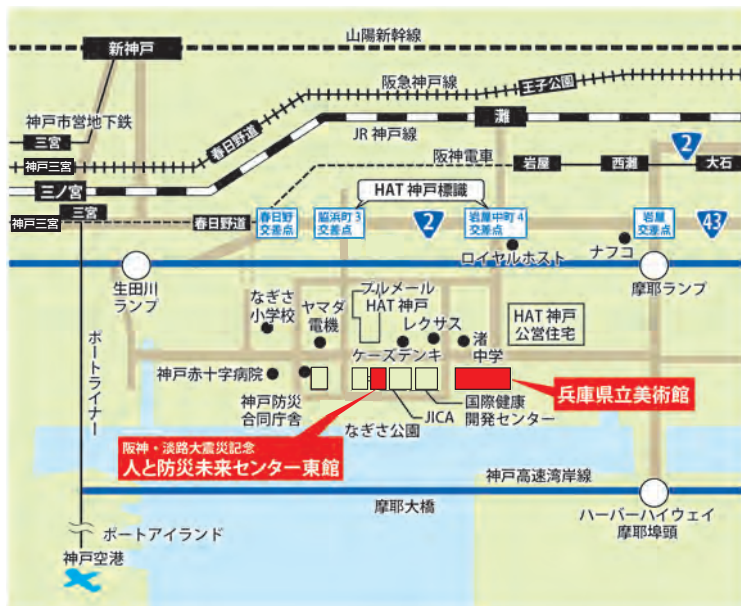 山陽新幹線
新神戸
阪急神戸線
王子公園
神戸市営地下鉄
灘
三宮
春日野道
JR 神戸線
阪神電車
2
神戸三宮
岩屋
西灘
大石
三ノ宮
HAT 神戸標識
三宮
神戸三宮
春日野道
春日野
交差点
脇浜町 3
交差点
2
岩屋中町 4
交差点
岩屋
交差点
43
ロイヤルホスト
ナフコ
生田川
ランプ
摩耶ランプ
なぎさ
小学校
ヤマダ
電機
ブルメール
HAT 神戸
レクサス
渚
中学
HAT 神戸
公営住宅
ケーズデンキ
ポートライナー
神戸赤十字病院
神戸防災
合同庁舎
JICA
国際健康
開発センター
兵庫県立美術館
なぎさ公園
阪神・淡路大震災記念
人と防災未来センター東館
神戸高速湾岸線
摩耶大橋
ハーバーハイウェイ
摩耶埠頭
ポートアイランド
神戸空港